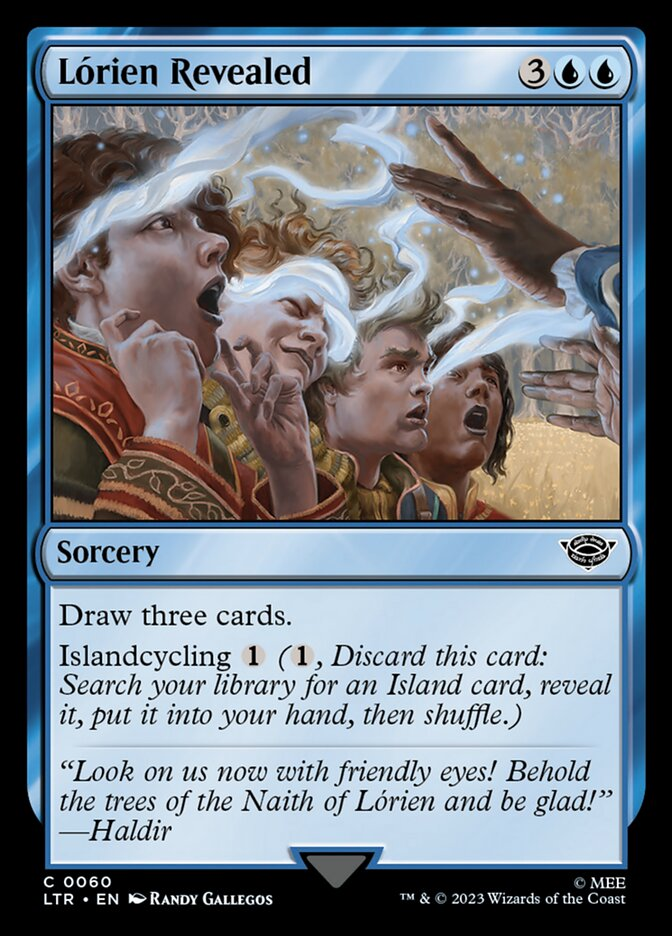 Lórien Revealed 3
Sorcery
Draw three cards.
Islandcycling 1 (1, Discard this card:
Search your library for an Island card, reveal
it, put it into your hand, then shuffle.)
“Look on us now with friendly eyes! Behold
the trees of the Naith of Lórien and be glad!”
—Haldir
C 0060
LTR • EN Randy Gallegos
© MEE
™ & © 2023 Wizards of the Coast